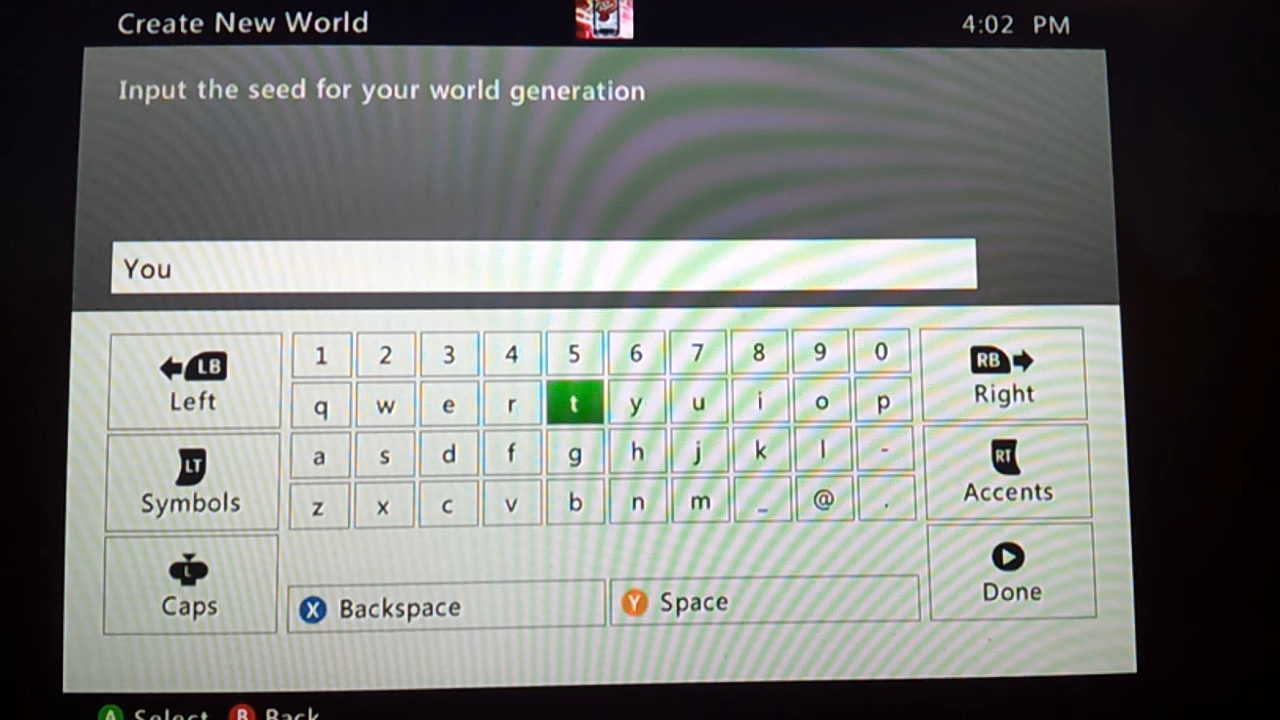 Create New World
4:02 PM
Input the seed for your world generation
You
LB
Left
1 2 3 4 5 6 7 8 9 0
RB
Right
q w e r t y u i o p
LT
Symbols
a s d f g h j k l -
RT
Accents
z x c v b n m _ @ .
L
Caps
X Backspace
Y Space
Done
A Select B Back